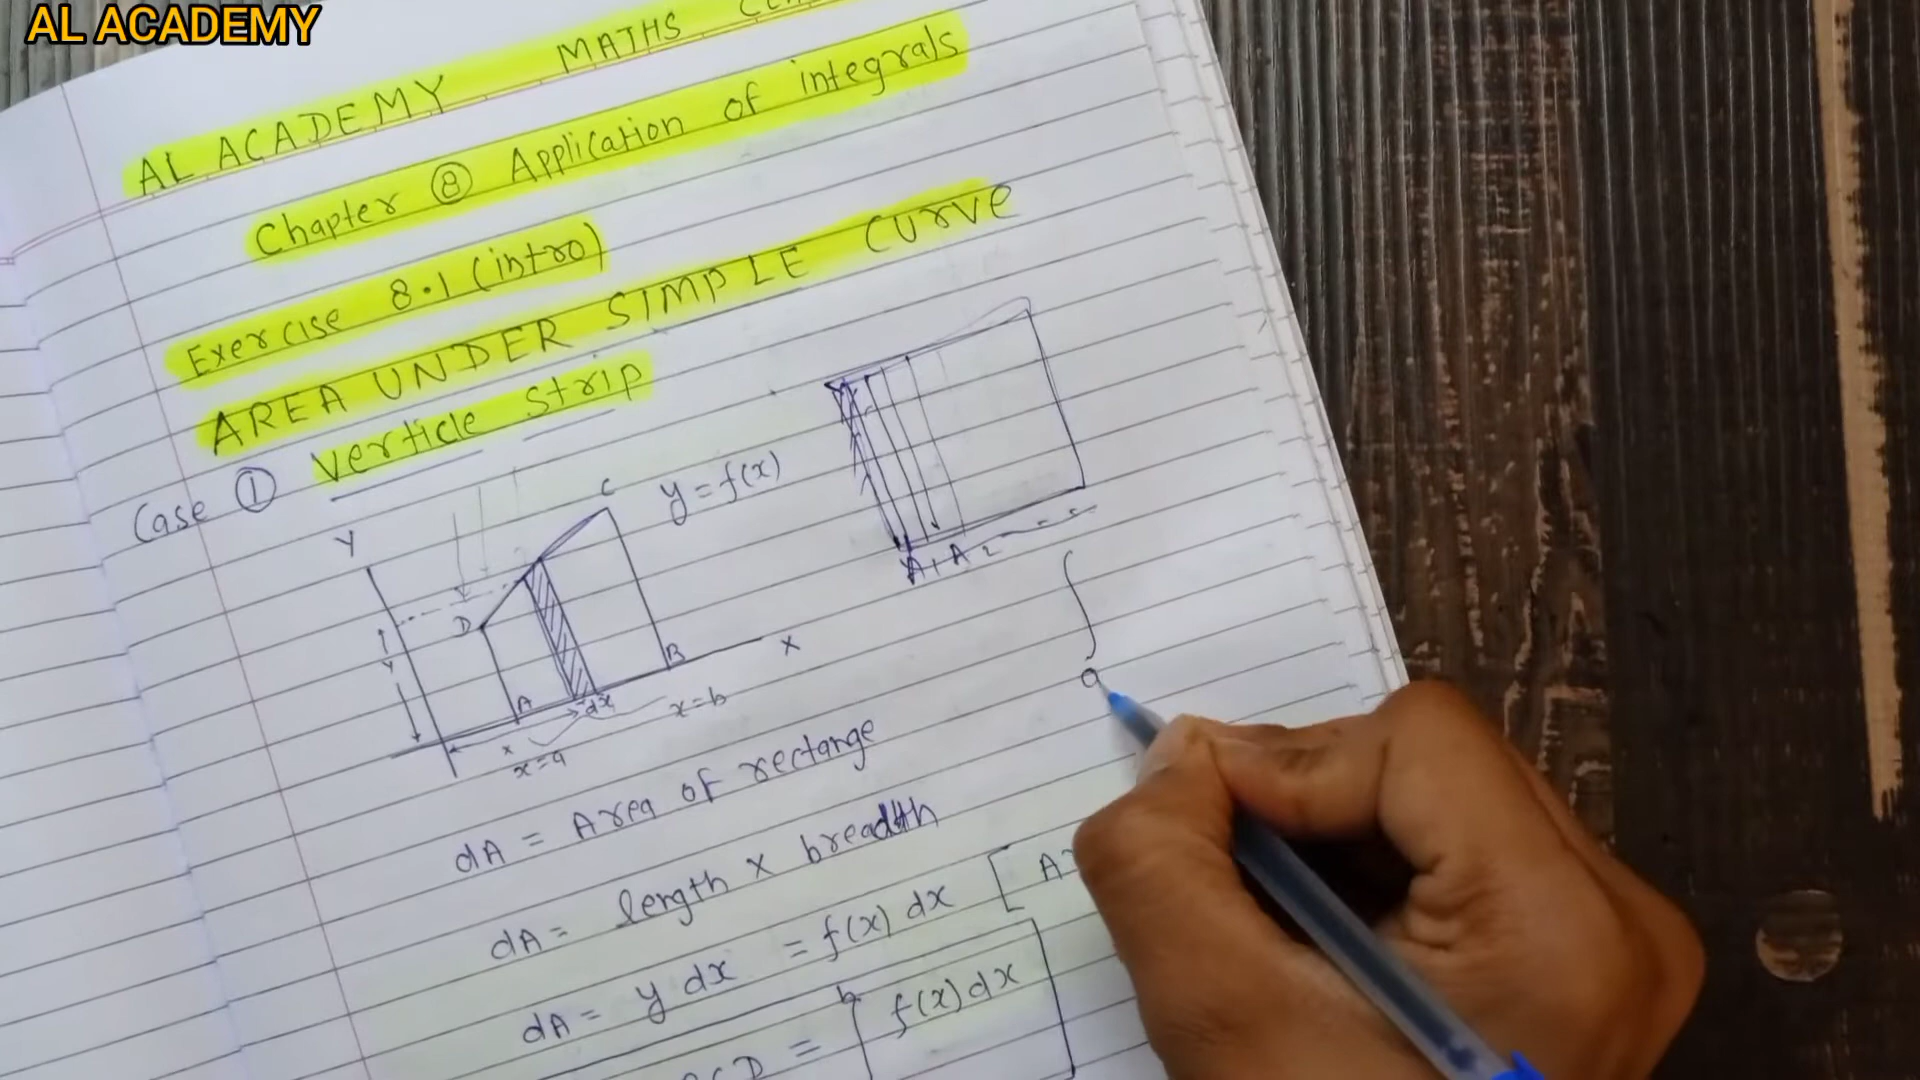 AL ACADEMY
AL ACADEMY MATHS
Chapter ⑧ Application of integrals
Exercise 8.1 (intro)
AREA UNDER SIMPLE CURVE
Case ① Verticle Strip
y = f(x)
Y
C
D
A1 A2 ---
y
B
X
A
dx
x
x=a
x=b
∫
a
dA = Area of rectange
dA = length x breadth
dA = y dx = f(x) dx [ A
CD = ∫ b f(x) dx